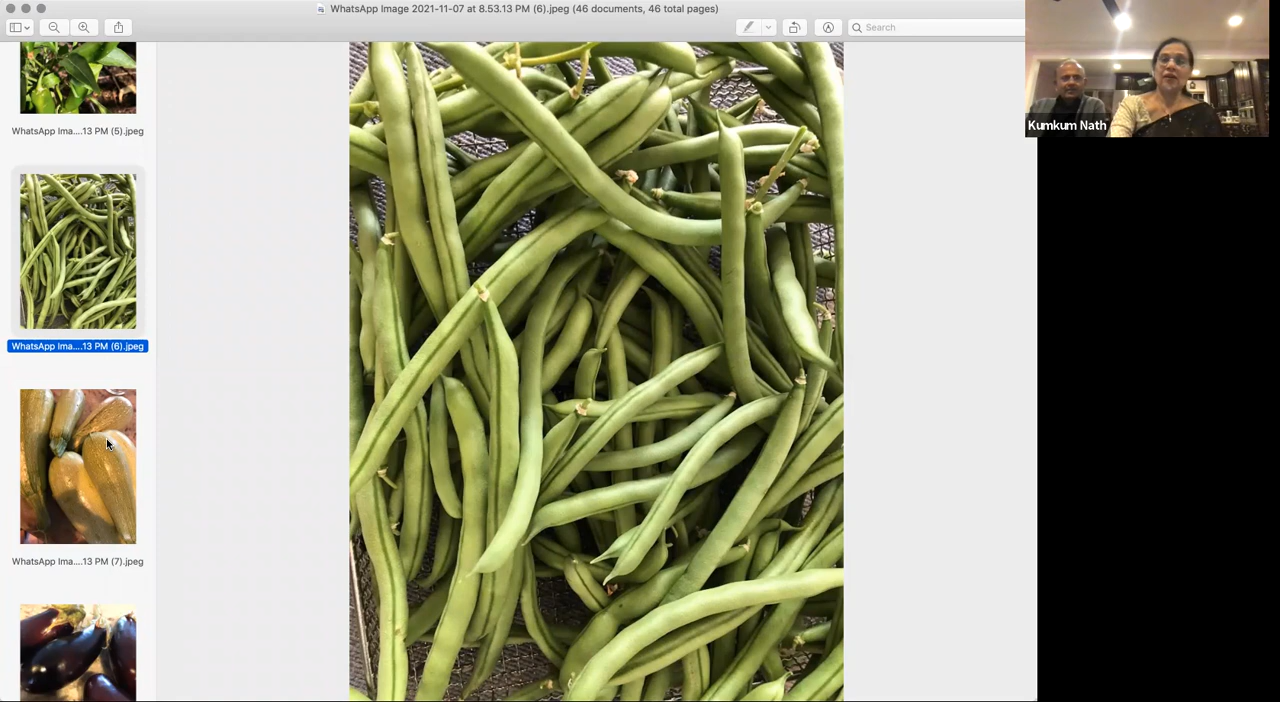 WhatsApp Image 2021-11-07 at 8.53.13 PM (6).jpeg (46 documents, 46 total pages)
Search
Kumkum Nath
WhatsApp Ima....13 PM (5).jpeg
WhatsApp Ima....13 PM (6).jpeg
WhatsApp Ima....13 PM (7).jpeg